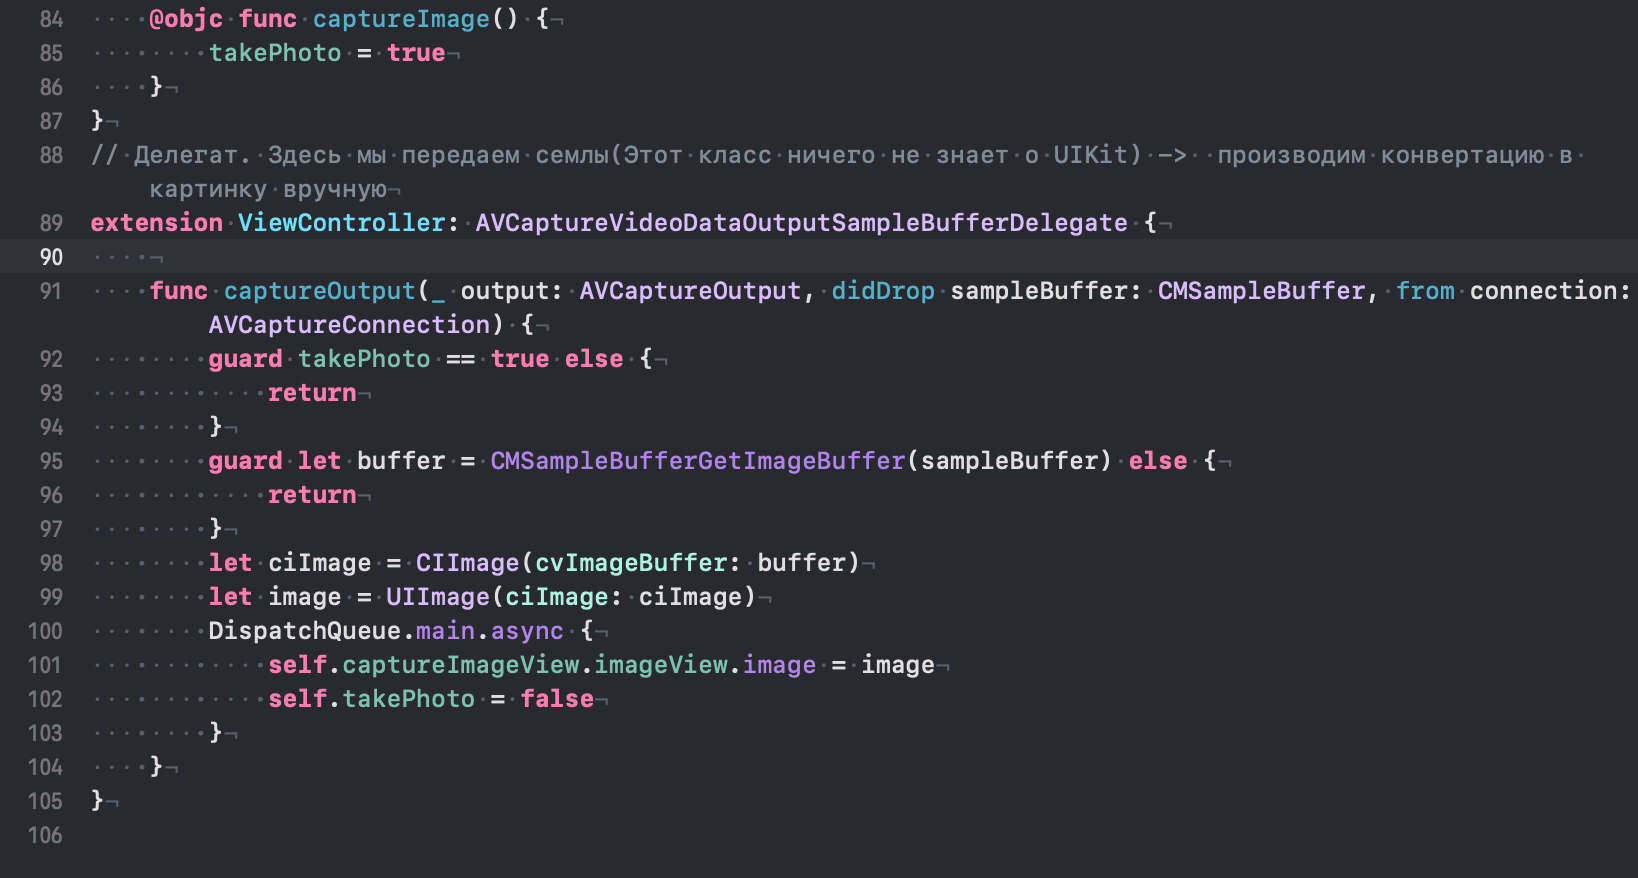 84 @objc func captureImage() {
85 takePhoto = true
86 }
87 }
88 // Делегат. Здесь мы передаем семлы(Этот класс ничего не знает о UIKit) ->  производим конвертацию в
картинку вручную
89 extension ViewController: AVCaptureVideoDataOutputSampleBufferDelegate {
90
91 func captureOutput(_ output: AVCaptureOutput, didDrop sampleBuffer: CMSampleBuffer, from connection:
AVCaptureConnection) {
92 guard takePhoto == true else {
93 return
94 }
95 guard let buffer = CMSampleBufferGetImageBuffer(sampleBuffer) else {
96 return
97 }
98 let ciImage = CIImage(cvImageBuffer: buffer)
99 let image = UIImage(ciImage: ciImage)
100 DispatchQueue.main.async {
101 self.captureImageView.imageView.image = image
102 self.takePhoto = false
103 }
104 }
105 }
106